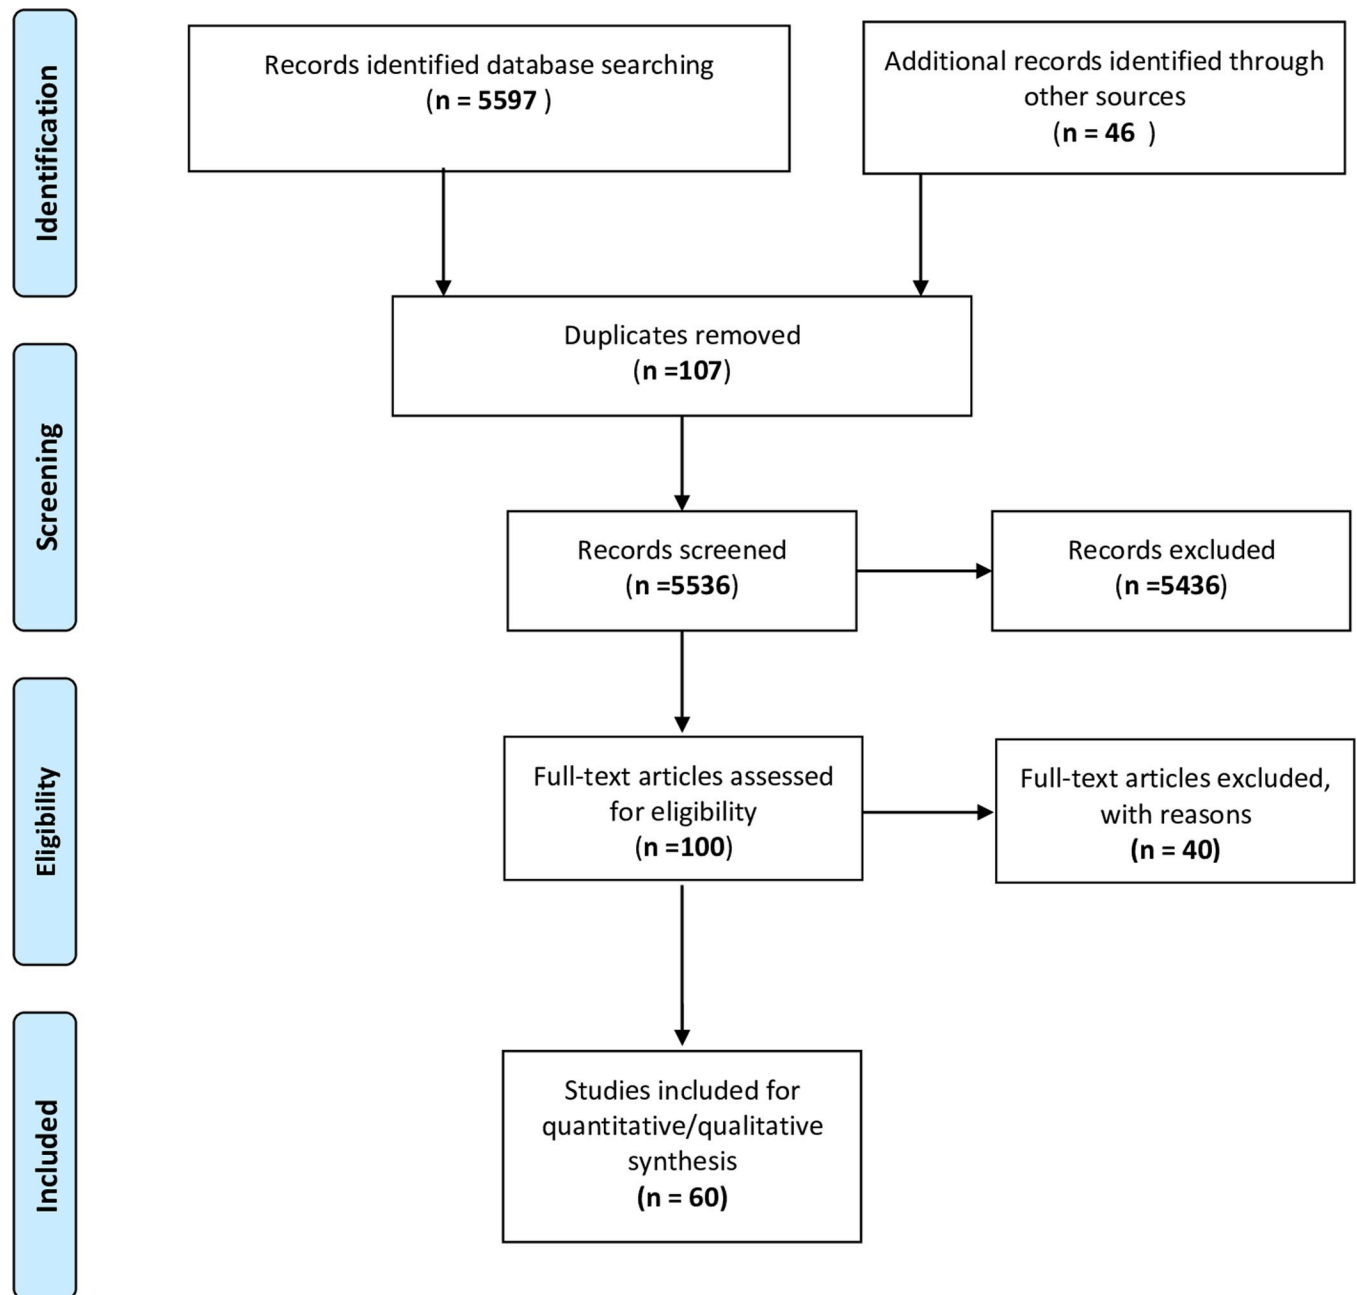 Identification
Records identified database searching
(n = 5597 )
Additional records identified through
other sources
(n = 46  )
Duplicates removed
(n =107)
Screening
Records screened
(n =5536)
Records excluded
(n =5436)
Eligibility
Full-text articles assessed
for eligibility
(n =100)
Full-text articles excluded,
with reasons
(n = 40)
Included
Studies included for
quantitative/qualitative
synthesis
(n = 60)